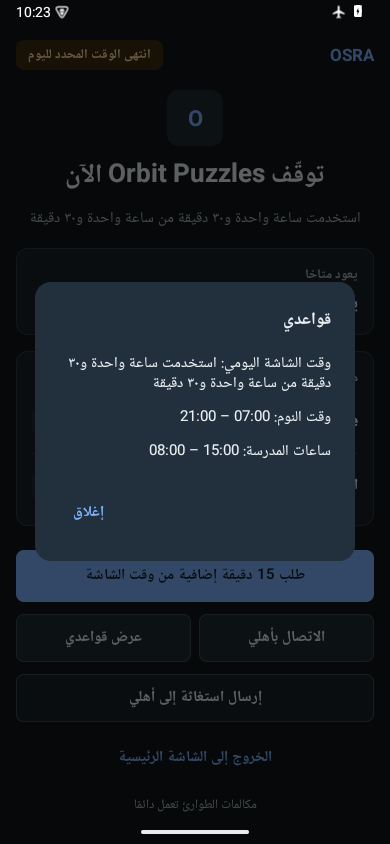 10:23
OSRA
انتهى الوقت المحدد لليوم
O
توقّف Orbit Puzzles الآن
استخدمت ساعة واحدة و٣٠ دقيقة من ساعة واحدة و٣٠ دقيقة
يعود متاحًا
قواعدي
وقت الشاشة اليومي: استخدمت ساعة واحدة و٣٠
دقيقة من ساعة واحدة و٣٠ دقيقة
وقت النوم: 21:00 – 07:00
ساعات المدرسة: 08:00 – 15:00
إغلاق
طلب 15 دقيقة إضافية من وقت الشاشة
الاتصال بأهلي
عرض قواعدي
إرسال استغاثة إلى أهلي
الخروج إلى الشاشة الرئيسية
مكالمات الطوارئ تعمل دائمًا